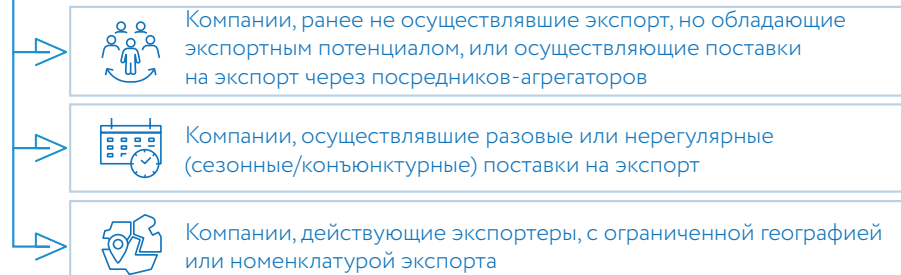 Компании, ранее не осуществлявшие экспорт, но обладающие
экспортным потенциалом, или осуществляющие поставки
на экспорт через посредников-агрегаторов
Компании, осуществлявшие разовые или нерегулярные
(сезонные/конъюнктурные) поставки на экспорт
Компании, действующие экспортеры, с ограниченной географией
или номенклатурой экспорта